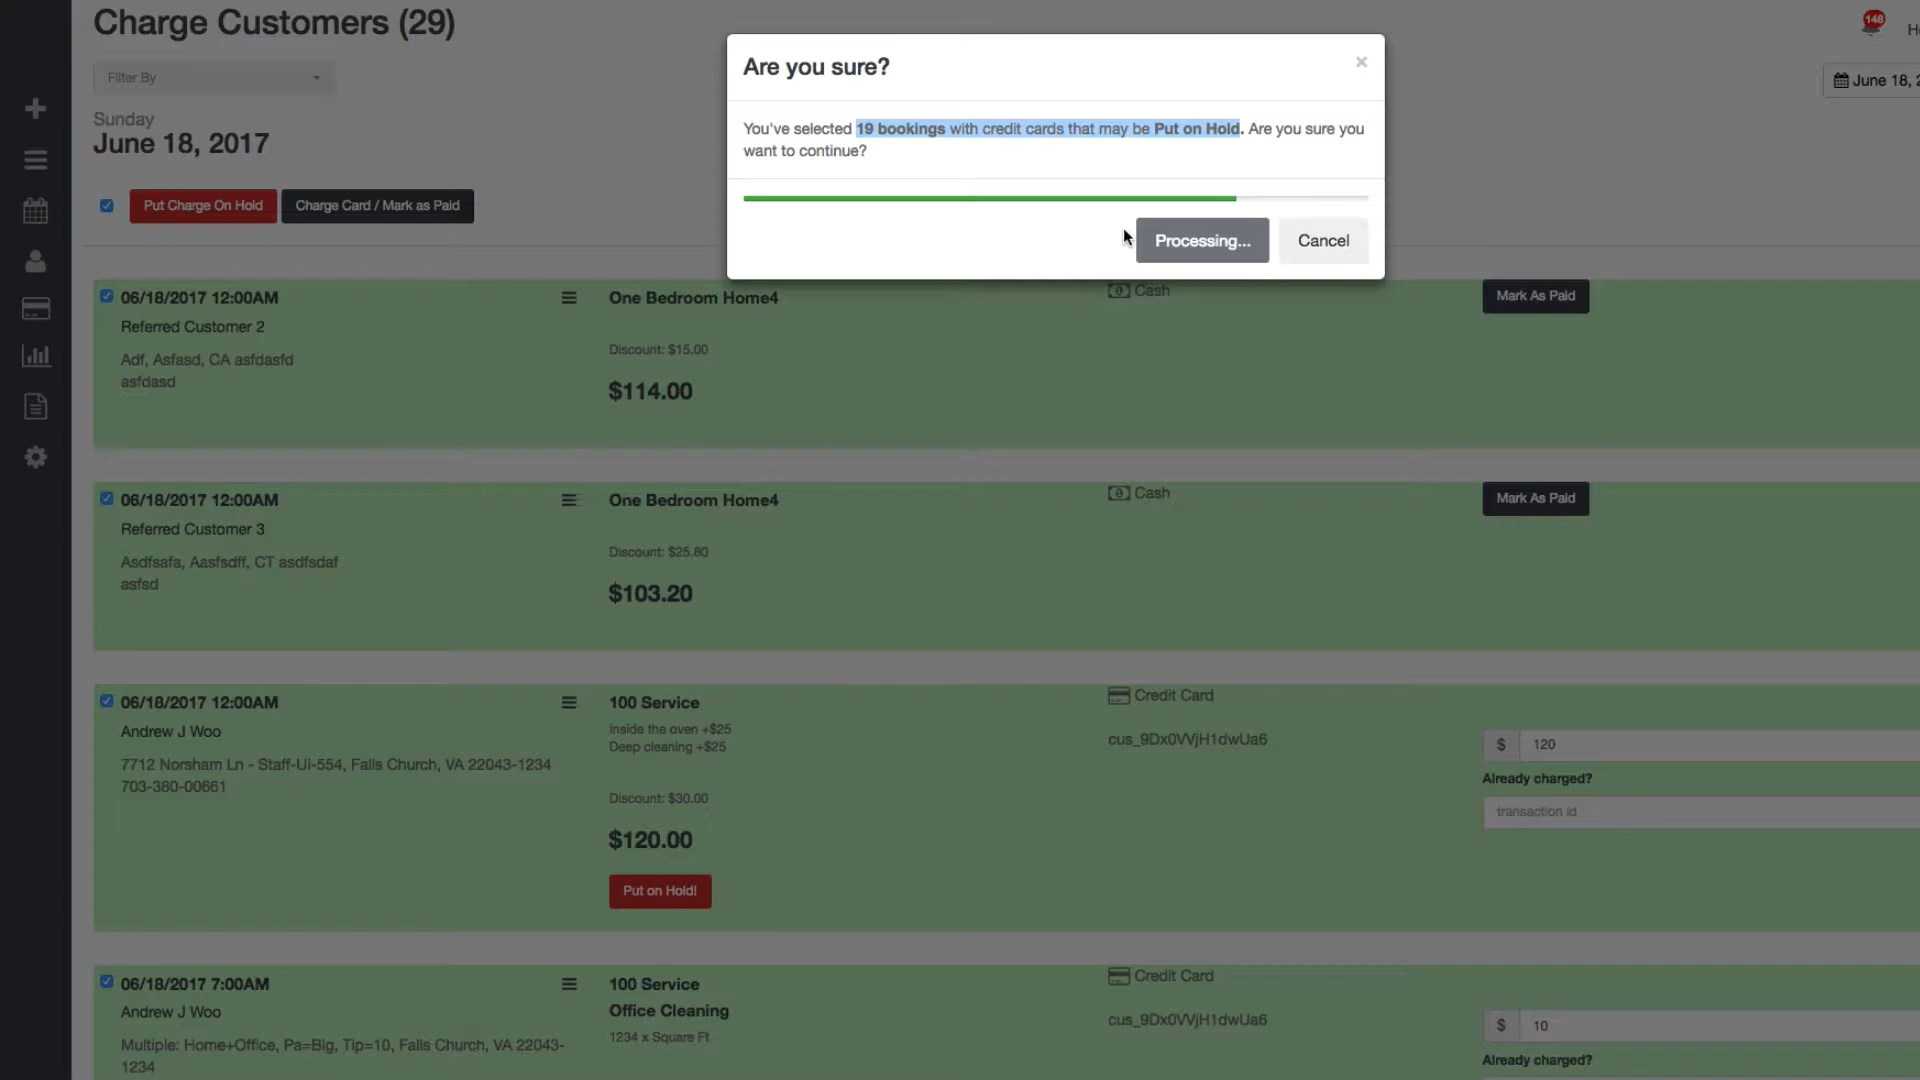 Charge Customers (29)
148
Filter By
June 18,
Sunday
June 18, 2017
Put Charge On Hold
Charge Card / Mark as Paid
Are you sure?
×
You've selected 19 bookings with credit cards that may be Put on Hold. Are you sure you
want to continue?
Processing...
Cancel
06/18/2017 12:00AM
Referred Customer 2
Adf, Asfasd, CA asfdasfd
asfdasd
One Bedroom Home4
Discount: $15.00
$114.00
Cash
Mark As Paid
06/18/2017 12:00AM
Referred Customer 3
Asdfsafa, Aasfsdff, CT asdfsdaf
asfsd
One Bedroom Home4
Discount: $25.80
$103.20
Cash
Mark As Paid
06/18/2017 12:00AM
Andrew J Woo
7712 Norsham Ln - Staff-Ui-554, Falls Church, VA 22043-1234
703-380-00661
100 Service
Inside the oven +$25
Deep cleaning +$25
Discount: $30.00
$120.00
Put on Hold!
Credit Card
cus_9Dx0VVjH1dwUa6
$ 120
Already charged?
transaction id
06/18/2017 7:00AM
Andrew J Woo
Multiple: Home+Office, Pa=Big, Tip=10, Falls Church, VA 22043-
1234
100 Service
Office Cleaning
1234 x Square Ft
Credit Card
cus_9Dx0VVjH1dwUa6
$ 10
Already charged?